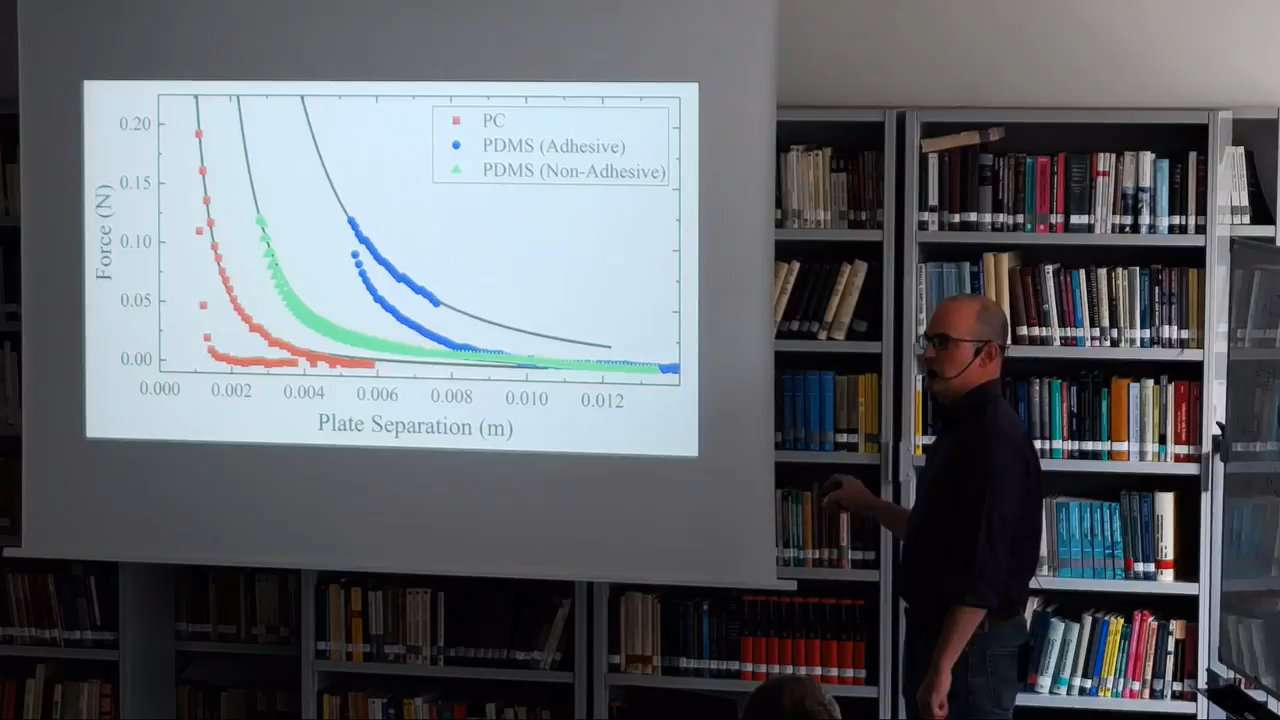 PC
PDMS (Adhesive)
PDMS (Non-Adhesive)
0.20
0.15
0.10
0.05
0.00
Force (N)
0.000 0.002 0.004 0.006 0.008 0.010 0.012
Plate Separation (m)